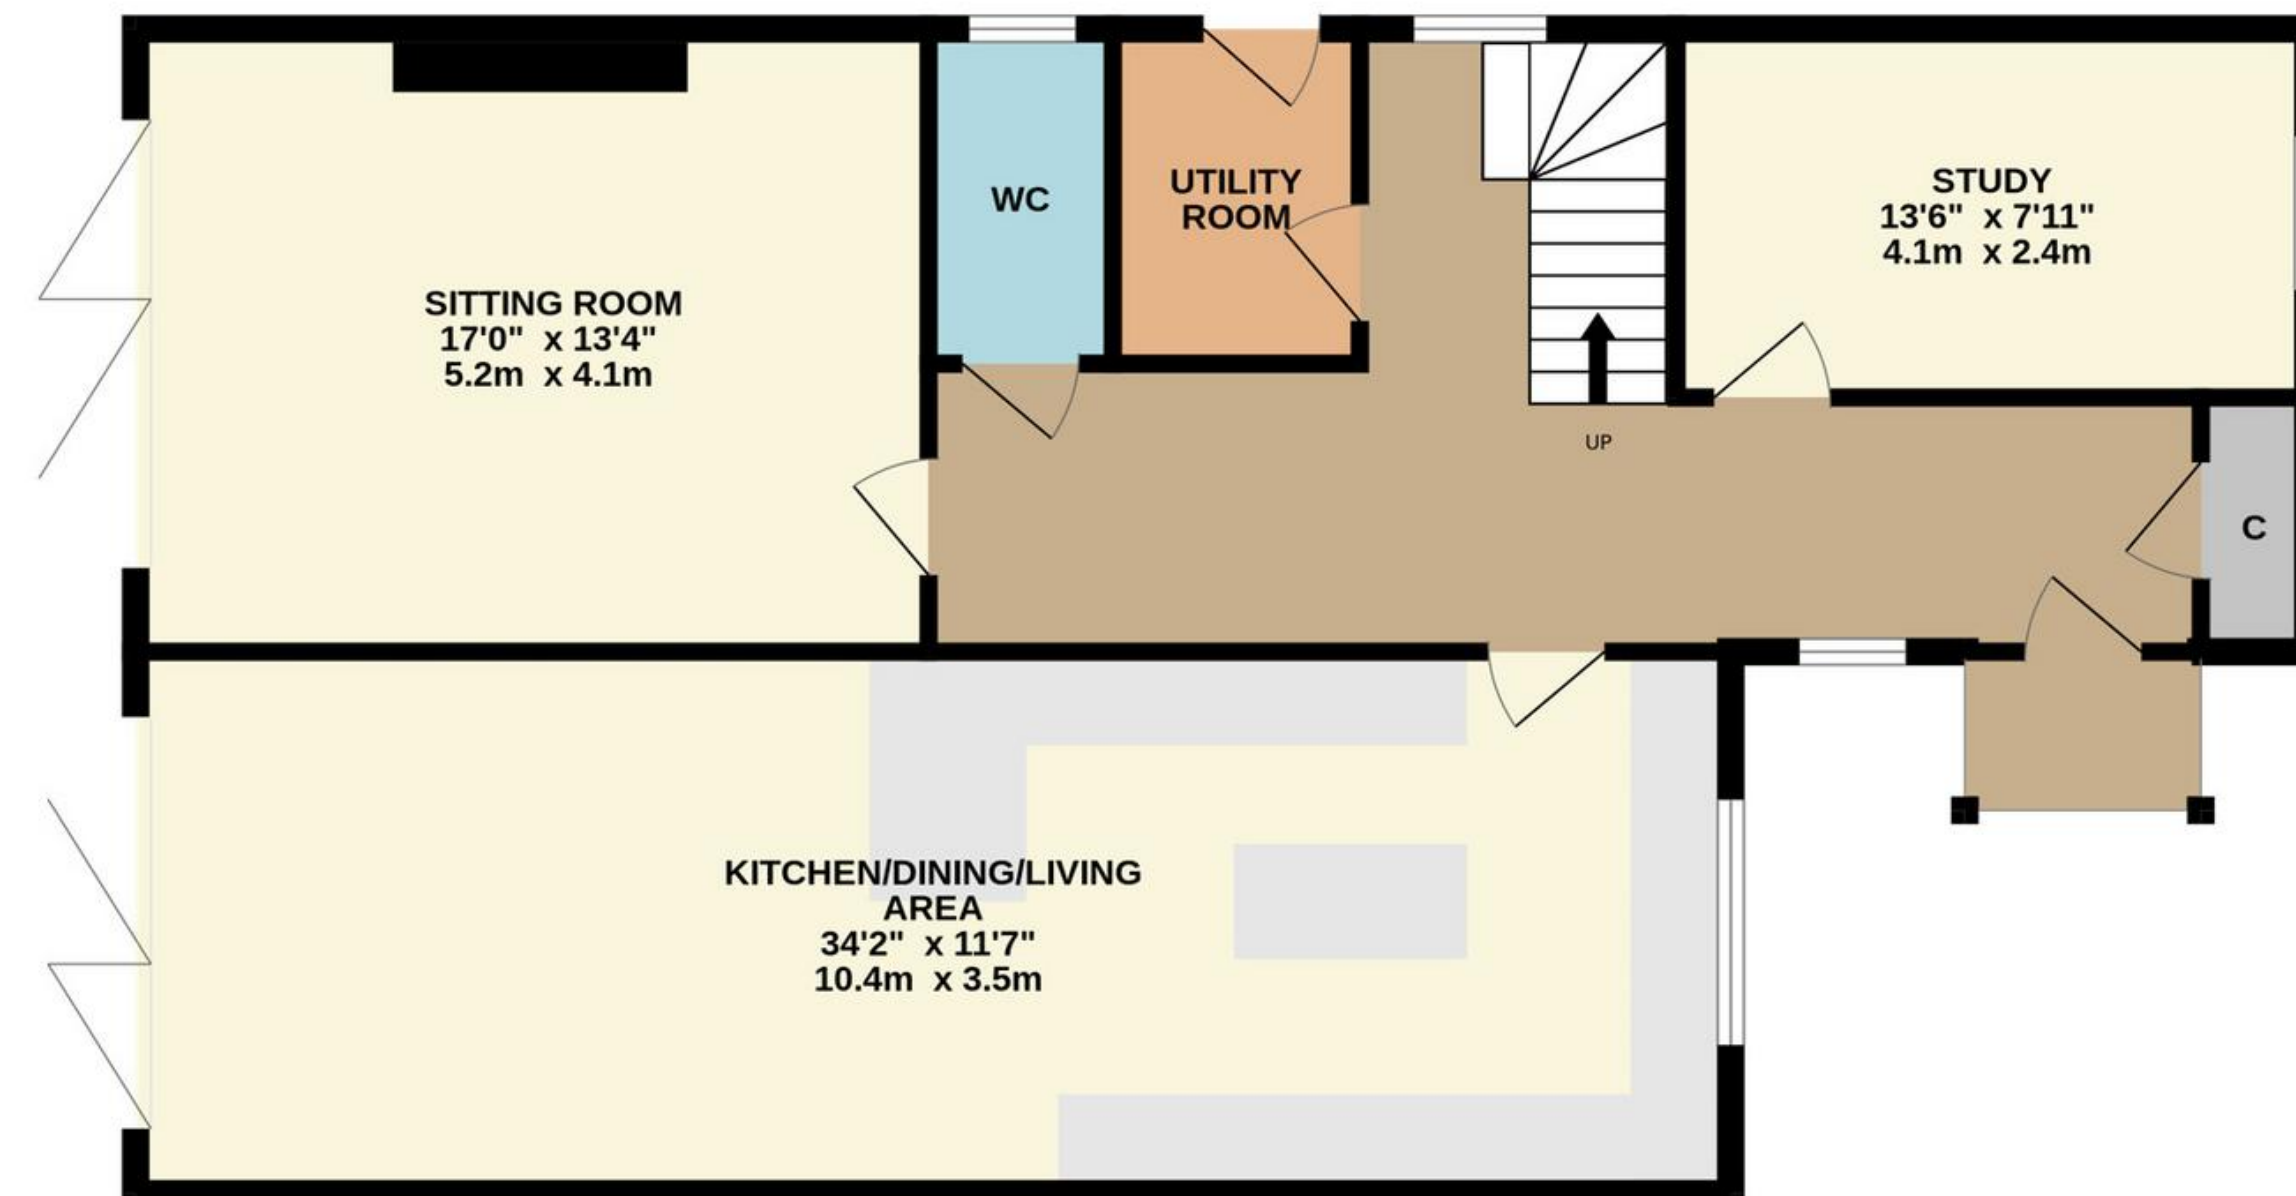 SITTING ROOM
17'0" x 13'4"
5.2m x 4.1m
WC
UTILITY
ROOM
STUDY
13'6" x 7'11"
4.1m x 2.4m
UP
C
KITCHEN/DINING/LIVING
AREA
34'2" x 11'7"
10.4m x 3.5m